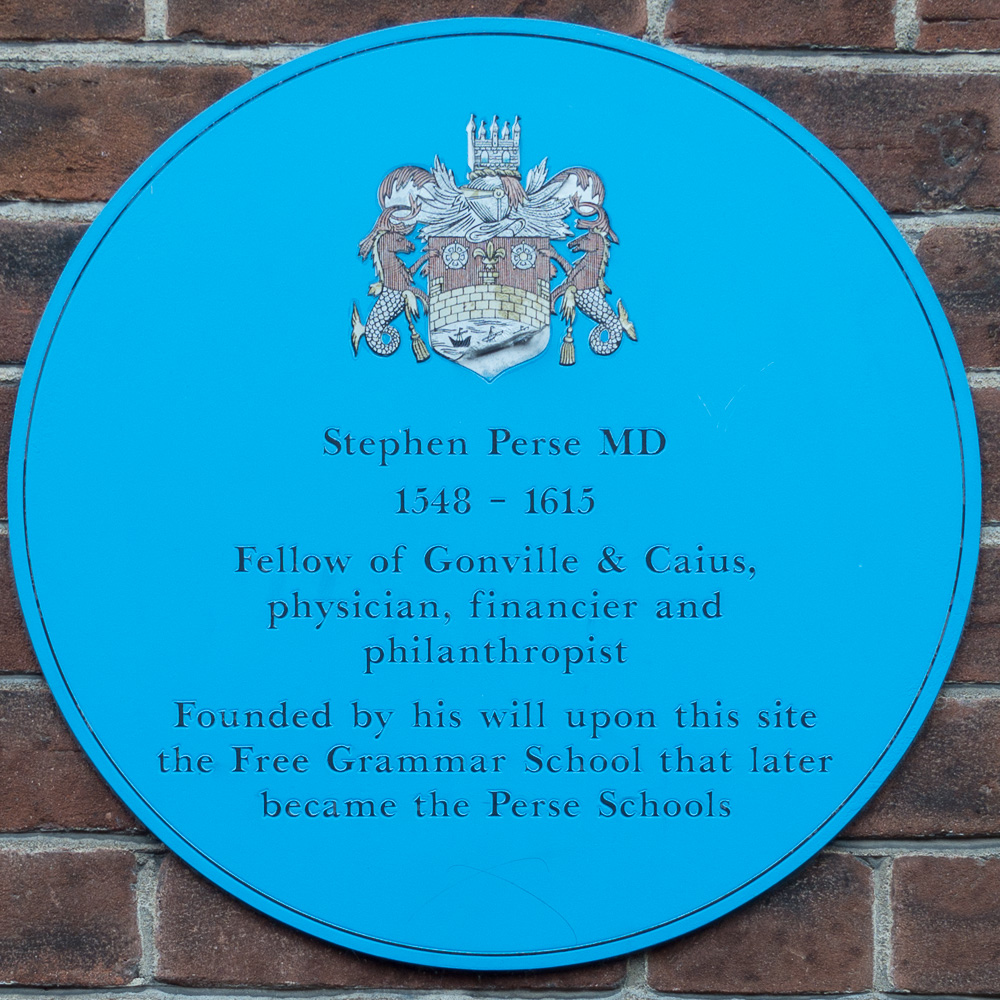 Stephen Perse MD
1548 - 1615
Fellow of Gonville & Caius,
physician, financier and
philanthropist
Founded by his will upon this site
the Free Grammar School that later
became the Perse Schools